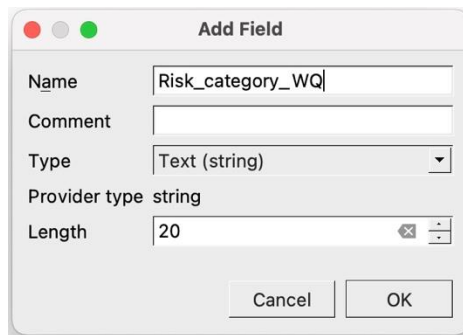 Add Field
Name Risk_category_WQ
Comment
Type Text (string)
Provider type string
Length 20
Cancel OK